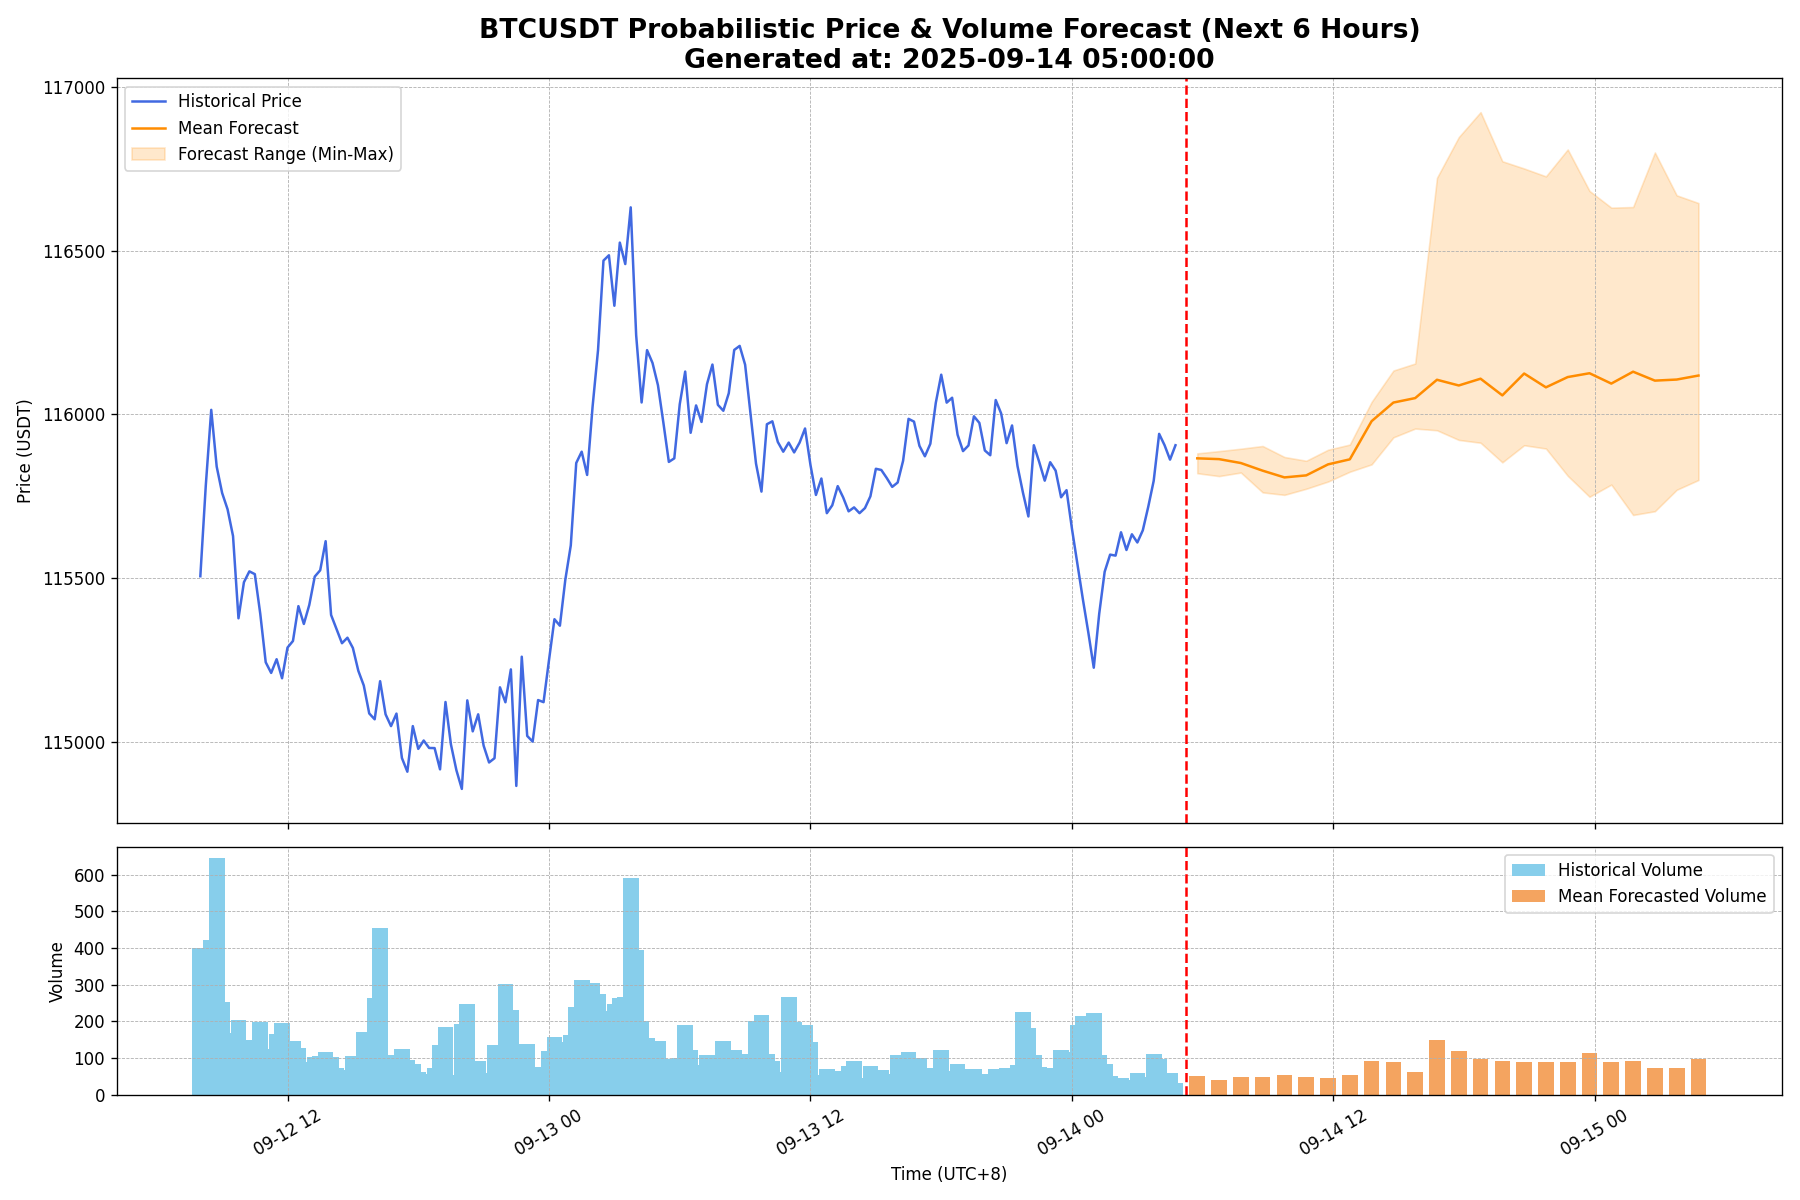 BTCUSDT Probabilistic Price & Volume Forecast (Next 6 Hours)
Generated at: 2025-09-14 05:00:00
Historical Price
Mean Forecast
Forecast Range (Min-Max)
117000
116500
116000
115500
115000
Price (USDT)
Historical Volume
Mean Forecasted Volume
600
500
400
300
200
100
0
Volume
09-12 12
09-13 00
09-13 12
09-14 00
09-14 12
09-15 00
Time (UTC+8)